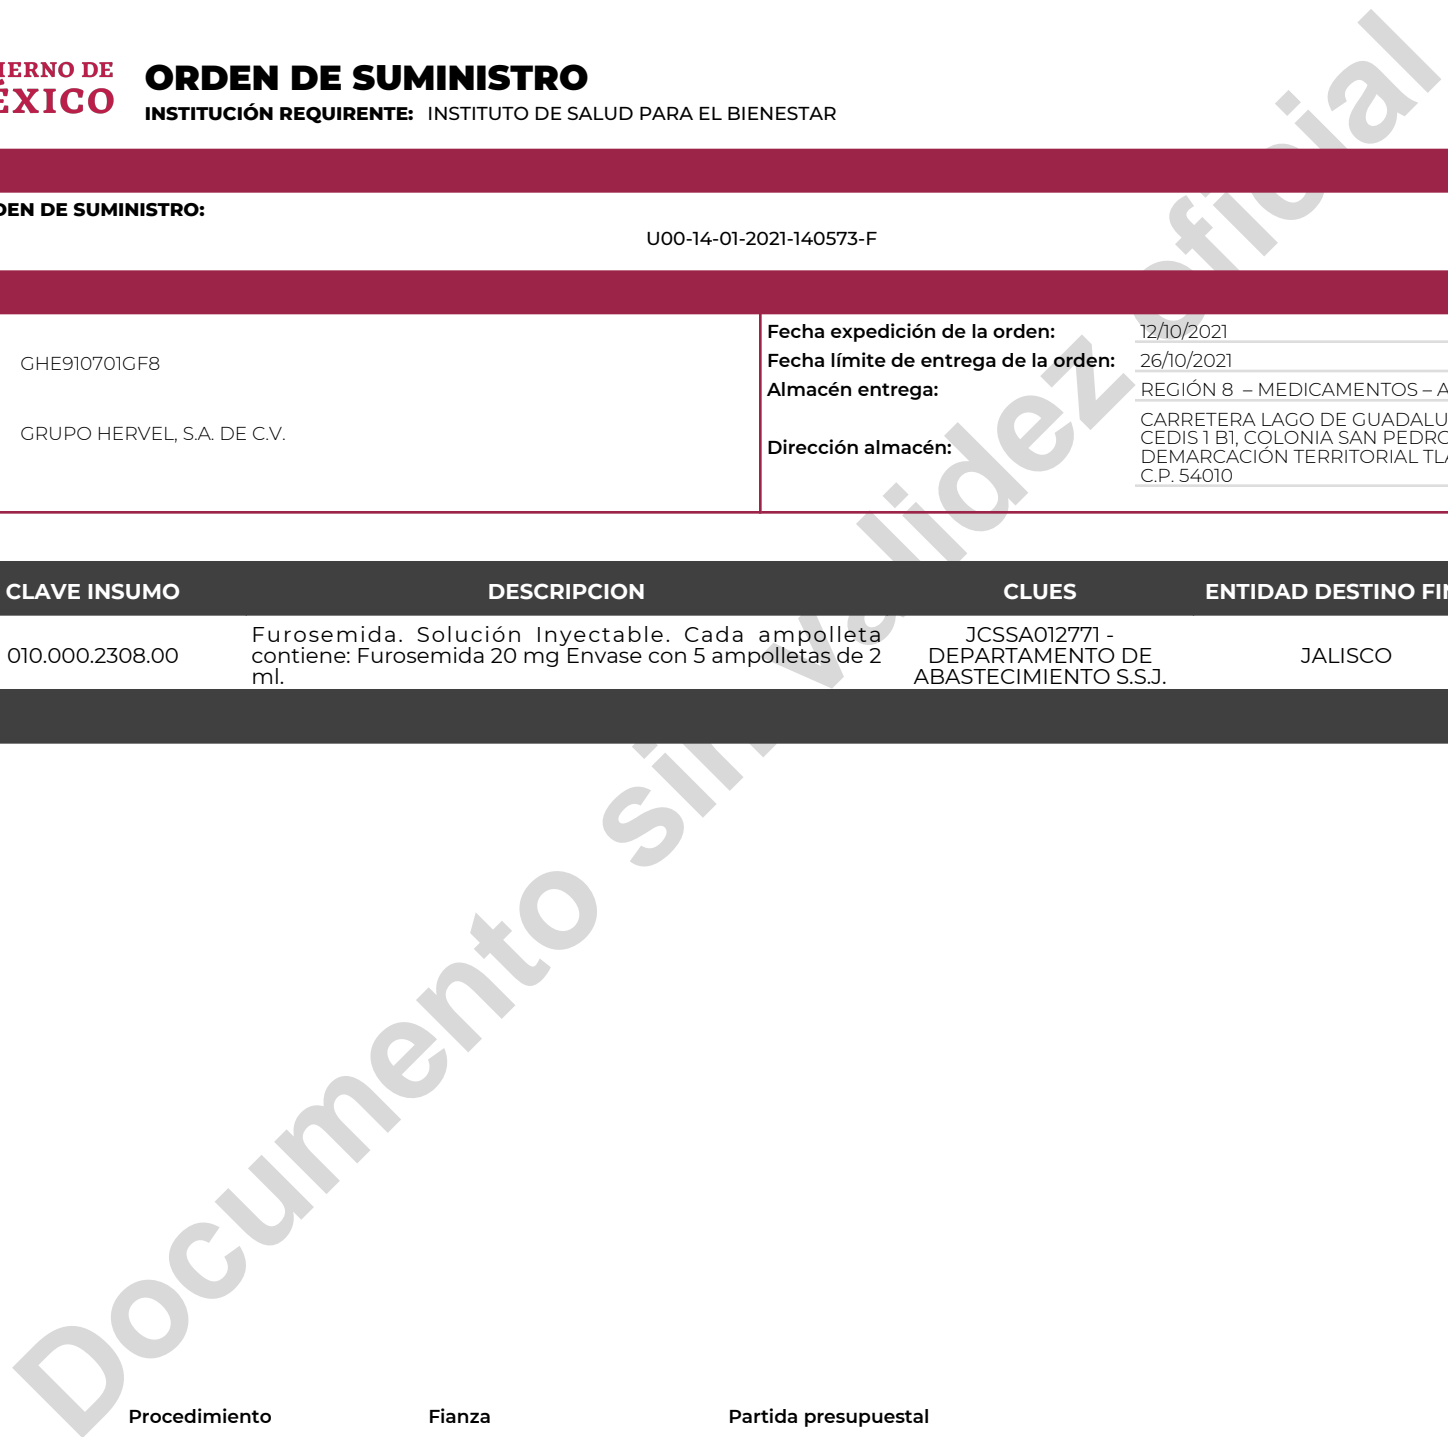 IERNO DE
ÉXICO
ORDEN DE SUMINISTRO
INSTITUCIÓN REQUIRENTE: INSTITUTO DE SALUD PARA EL BIENESTAR
DEN DE SUMINISTRO:
U00-14-01-2021-140573-F
GHE910701GF8
GRUPO HERVEL, S.A. DE C.V.
Fecha expedición de la orden: 12/10/2021
Fecha límite de entrega de la orden: 26/10/2021
Almacén entrega: REGIÓN 8 – MEDICAMENTOS – A
Dirección almacén:
CARRETERA LAGO DE GUADALU
CEDIS 1 B1, COLONIA SAN PEDRO
DEMARCACIÓN TERRITORIAL TLA
C.P. 54010
CLAVE INSUMO DESCRIPCION CLUES ENTIDAD DESTINO FIN
010.000.2308.00
Furosemida. Solución Inyectable. Cada ampolleta
contiene: Furosemida 20 mg Envase con 5 ampolletas de 2
ml.
JCSSA012771 -
DEPARTAMENTO DE
ABASTECIMIENTO S.S.J.
JALISCO
Documento sin validez oficial
Procedimiento Fianza Partida presupuestal